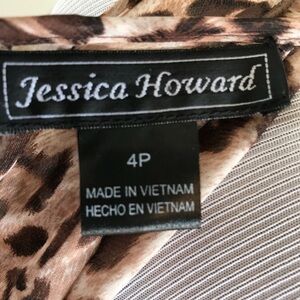 Jessica Howard
4P
MADE IN VIETNAM
HECHO EN VIETNAM